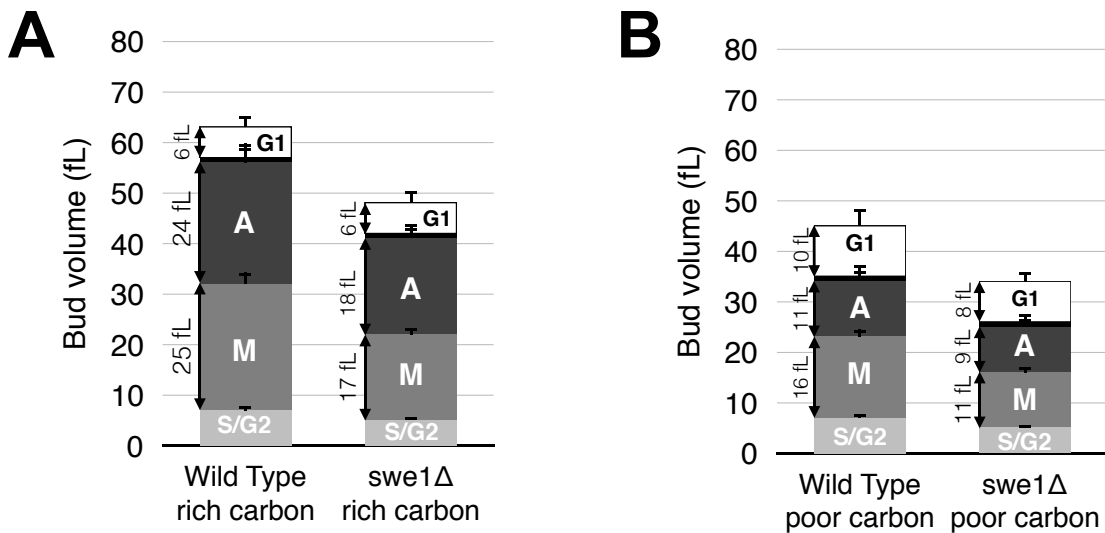 A
Bud volume (fL)
80
70
60
50
40
30
20
10
0
6 fL
24 fL
25 fL
G1
A
M
S/G2
6 fL
18 fL
17 fL
G1
A
M
Wild Type
rich carbon
swe1Δ
rich carbon
B
Bud volume (fL)
80
70
60
50
40
30
20
10
0
10 fL
11 fL
16 fL
G1
A
M
S/G2
8 fL
9 fL
11 fL
G1
A
M
S/G2
Wild Type
poor carbon
swe1Δ
poor carbon